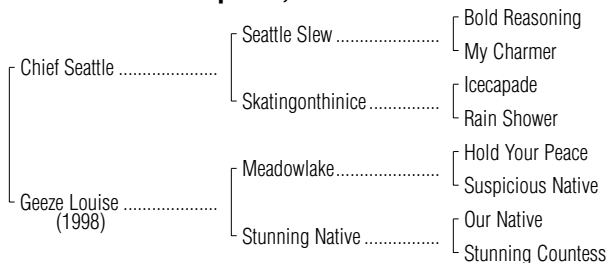 Bold Reasoning
Seattle Slew ......................
My Charmer
Chief Seattle .....................
Icecapade
Skatingonthinice ...............
Rain Shower
Hold Your Peace
Meadowlake ......................
Suspicious Native
Geeze Louise ....................
(1998)
Our Native
Stunning Native ................
Stunning Countess